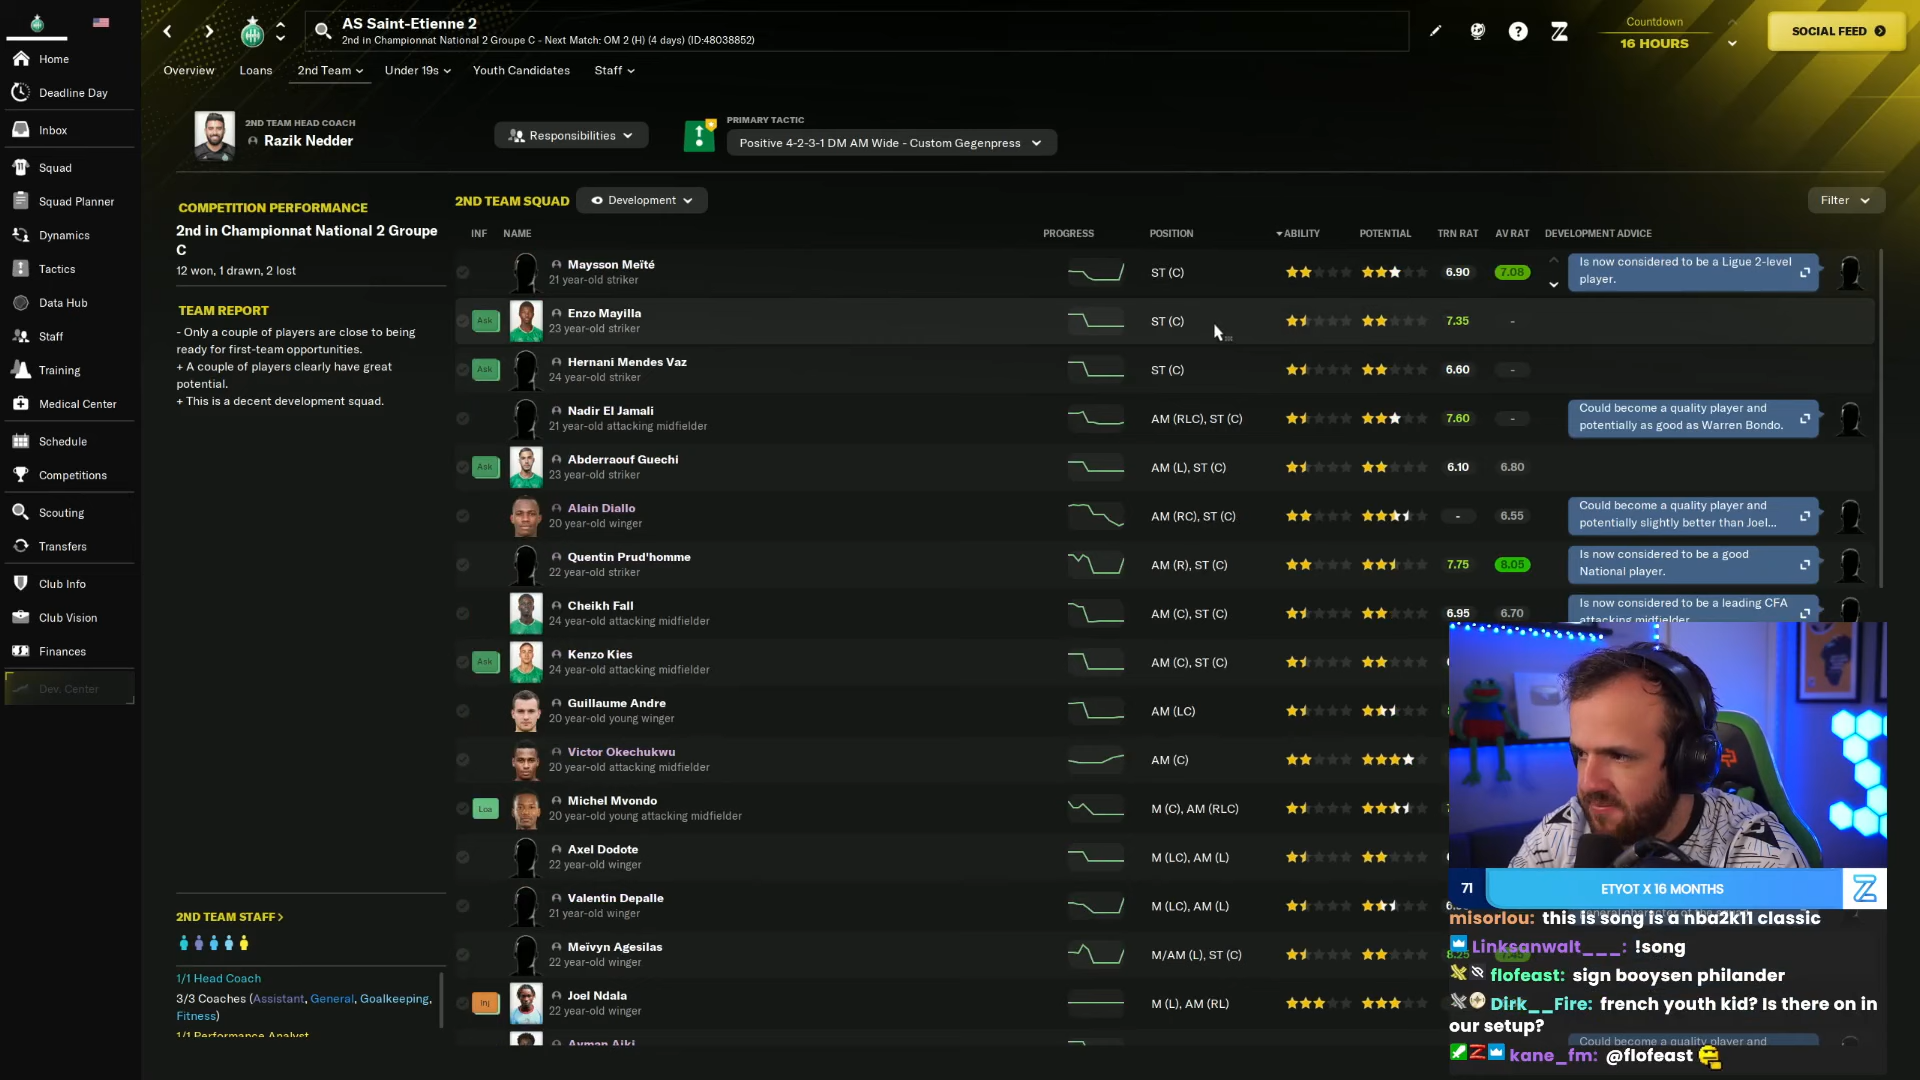 AS Saint-Etienne 2
2nd in Championnat National 2 Groupe C - Next Match: OM 2 (H) (4 days) (ID:48038852)
Countdown
16 HOURS
SOCIAL FEED
Overview
Loans
2nd Team
Under 19s
Youth Candidates
Staff
Home
Deadline Day
Inbox
Squad
Squad Planner
Dynamics
Tactics
Data Hub
Staff
Training
Medical Center
Schedule
Competitions
Scouting
Transfers
Club Info
Club Vision
Finances
Dev. Center
2ND TEAM HEAD COACH
Razik Nedder
Responsibilities
PRIMARY TACTIC
Positive 4-2-3-1 DM AM Wide - Custom Gegenpress
COMPETITION PERFORMANCE
2nd in Championnat National 2 Groupe
C
12 won, 1 drawn, 2 lost
TEAM REPORT
- Only a couple of players are close to being
ready for first-team opportunities.
+ A couple of players clearly have great
potential.
+ This is a decent development squad.
2ND TEAM STAFF >
1/1 Head Coach
3/3 Coaches (Assistant, General, Goalkeeping,
Fitness)
1/1 Performance Analyst
2ND TEAM SQUAD
Development
Filter
INF NAME PROGRESS POSITION ABILITY POTENTIAL TRN RAT AV RAT DEVELOPMENT ADVICE
Maysson Meïté ST (C) 6.90 7.08 Is now considered to be a Ligue 2-level
21 year-old striker player.
Ask Enzo Mayilla ST (C) 7.35 -
23 year-old striker
Ask Hernani Mendes Vaz ST (C) 6.60 -
24 year-old striker
Nadir El Jamali AM (RLC), ST (C) 7.60 - Could become a quality player and
21 year-old attacking midfielder potentially as good as Warren Bondo.
Ask Abderraouf Guechi AM (L), ST (C) 6.10 6.80
23 year-old striker
Alain Diallo AM (RC), ST (C) - 6.55 Could become a quality player and
20 year-old winger potentially slightly better than Joel...
Quentin Prud'homme AM (R), ST (C) 7.75 8.05 Is now considered to be a good
22 year-old striker National player.
Cheikh Fall AM (C), ST (C) 6.95 6.70 Is now considered to be a leading CFA
24 year-old attacking midfielder attacking midfielder
Ask Kenzo Kies AM (C), ST (C)
24 year-old attacking midfielder
Guillaume Andre AM (LC)
20 year-old young winger
Victor Okechukwu AM (C)
20 year-old attacking midfielder
Loa Michel Mvondo M (C), AM (RLC)
20 year-old young attacking midfielder
Axel Dodote M (LC), AM (L)
22 year-old winger
Valentin Depalle M (LC), AM (L)
21 year-old winger
Meïvyn Agesilas M/AM (L), ST (C) 8.25
22 year-old winger
Inj Joel Ndala M (L), AM (RL)
22 year-old winger
Ayman Aiki
71 ETYOT X 16 MONTHS
misorlou: this is song is a nba2k11 classic
Linksanwalt___: !song
flofeast: sign booysen philander
Dirk__Fire: french youth kid? Is there on in
our setup?
kane_fm: @flofeast
Could become a quality player and